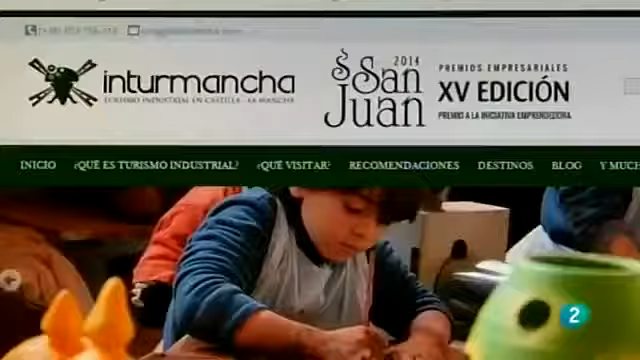 inturmancha
TURISMO INDUSTRIAL EN CASTILLA - LA MANCHA
San Juan 2014
PREMIOS EMPRESARIALES
XV EDICIÓN
PREMIO A LA INICIATIVA EMPRENDEDORA
INICIO ¿QUÉ ES TURISMO INDUSTRIAL? ¿QUÉ VISITAR? RECOMENDACIONES DESTINOS BLOG Y MUCH
2